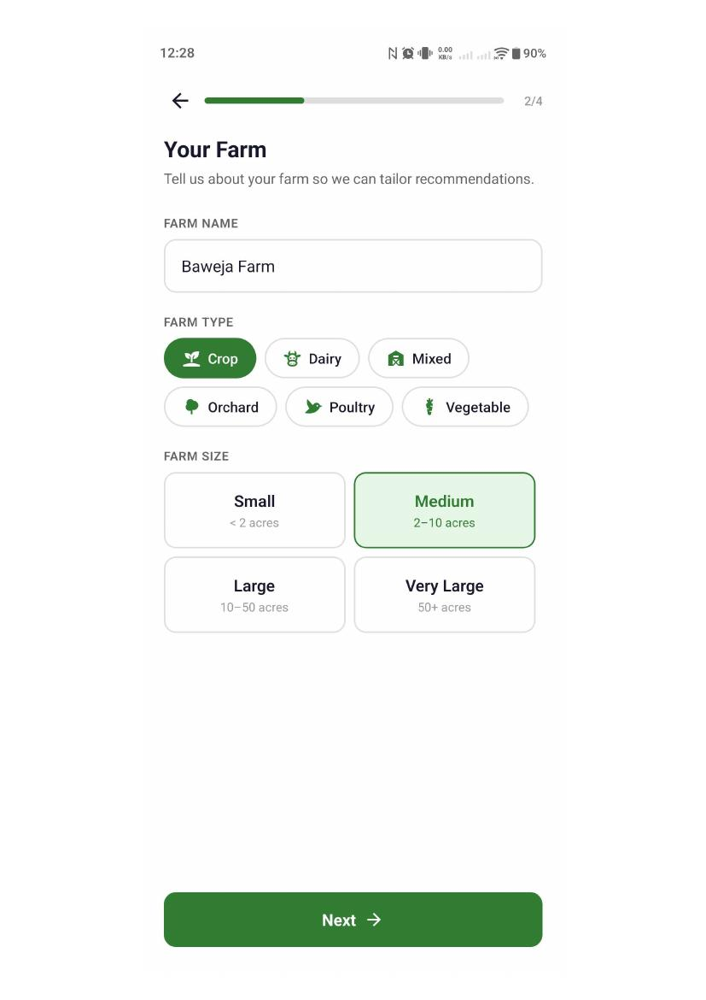 12:28 0.00 KB/s 90%
2/4
Your Farm
Tell us about your farm so we can tailor recommendations.
FARM NAME
Baweja Farm
FARM TYPE
Crop Dairy Mixed
Orchard Poultry Vegetable
FARM SIZE
Small Medium
< 2 acres 2–10 acres
Large Very Large
10–50 acres 50+ acres
Next